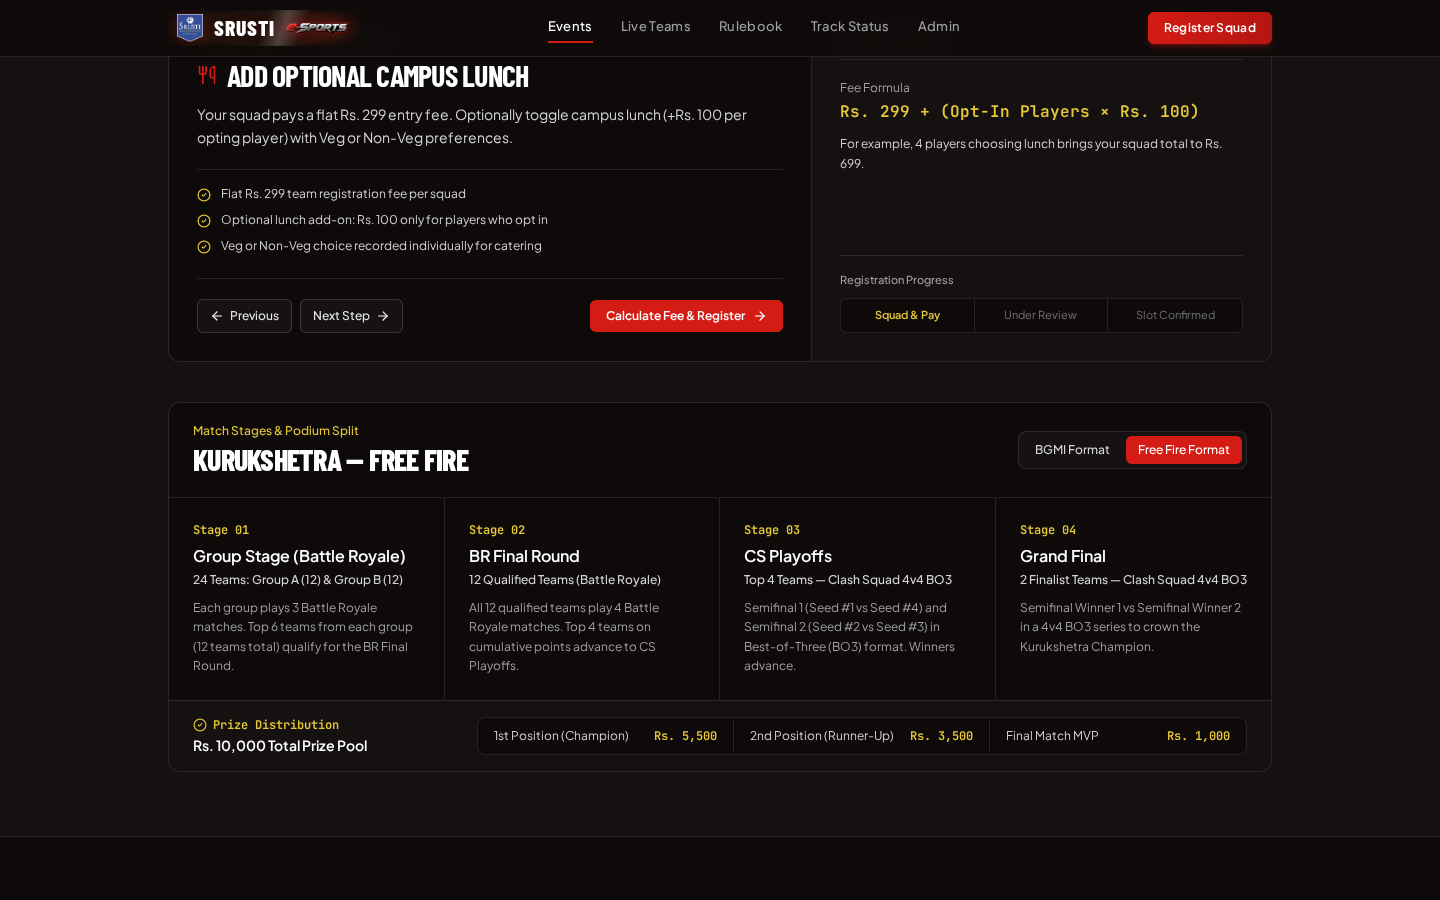 SRUSTI e-SPORTS
Events
Live Teams
Rulebook
Track Status
Admin
Register Squad
ADD OPTIONAL CAMPUS LUNCH
Your squad pays a flat Rs. 299 entry fee. Optionally toggle campus lunch (+Rs. 100 per
opting player) with Veg or Non-Veg preferences.
Flat Rs. 299 team registration fee per squad
Optional lunch add-on: Rs. 100 only for players who opt in
Veg or Non-Veg choice recorded individually for catering
Previous
Next Step
Calculate Fee & Register
Fee Formula
Rs. 299 + (Opt-In Players × Rs. 100)
For example, 4 players choosing lunch brings your squad total to Rs.
699.
Registration Progress
Squad & Pay
Under Review
Slot Confirmed
Match Stages & Podium Split
KURUKSHETRA — FREE FIRE
BGMI Format
Free Fire Format
Stage 01
Group Stage (Battle Royale)
24 Teams: Group A (12) & Group B (12)
Each group plays 3 Battle Royale
matches. Top 6 teams from each group
(12 teams total) qualify for the BR Final
Round.
Stage 02
BR Final Round
12 Qualified Teams (Battle Royale)
All 12 qualified teams play 4 Battle
Royale matches. Top 4 teams on
cumulative points advance to CS
Playoffs.
Stage 03
CS Playoffs
Top 4 Teams — Clash Squad 4v4 BO3
Semifinal 1 (Seed #1 vs Seed #4) and
Semifinal 2 (Seed #2 vs Seed #3) in
Best-of-Three (BO3) format. Winners
advance.
Stage 04
Grand Final
2 Finalist Teams — Clash Squad 4v4 BO3
Semifinal Winner 1 vs Semifinal Winner 2
in a 4v4 BO3 series to crown the
Kurukshetra Champion.
Prize Distribution
Rs. 10,000 Total Prize Pool
1st Position (Champion) Rs. 5,500
2nd Position (Runner-Up) Rs. 3,500
Final Match MVP Rs. 1,000